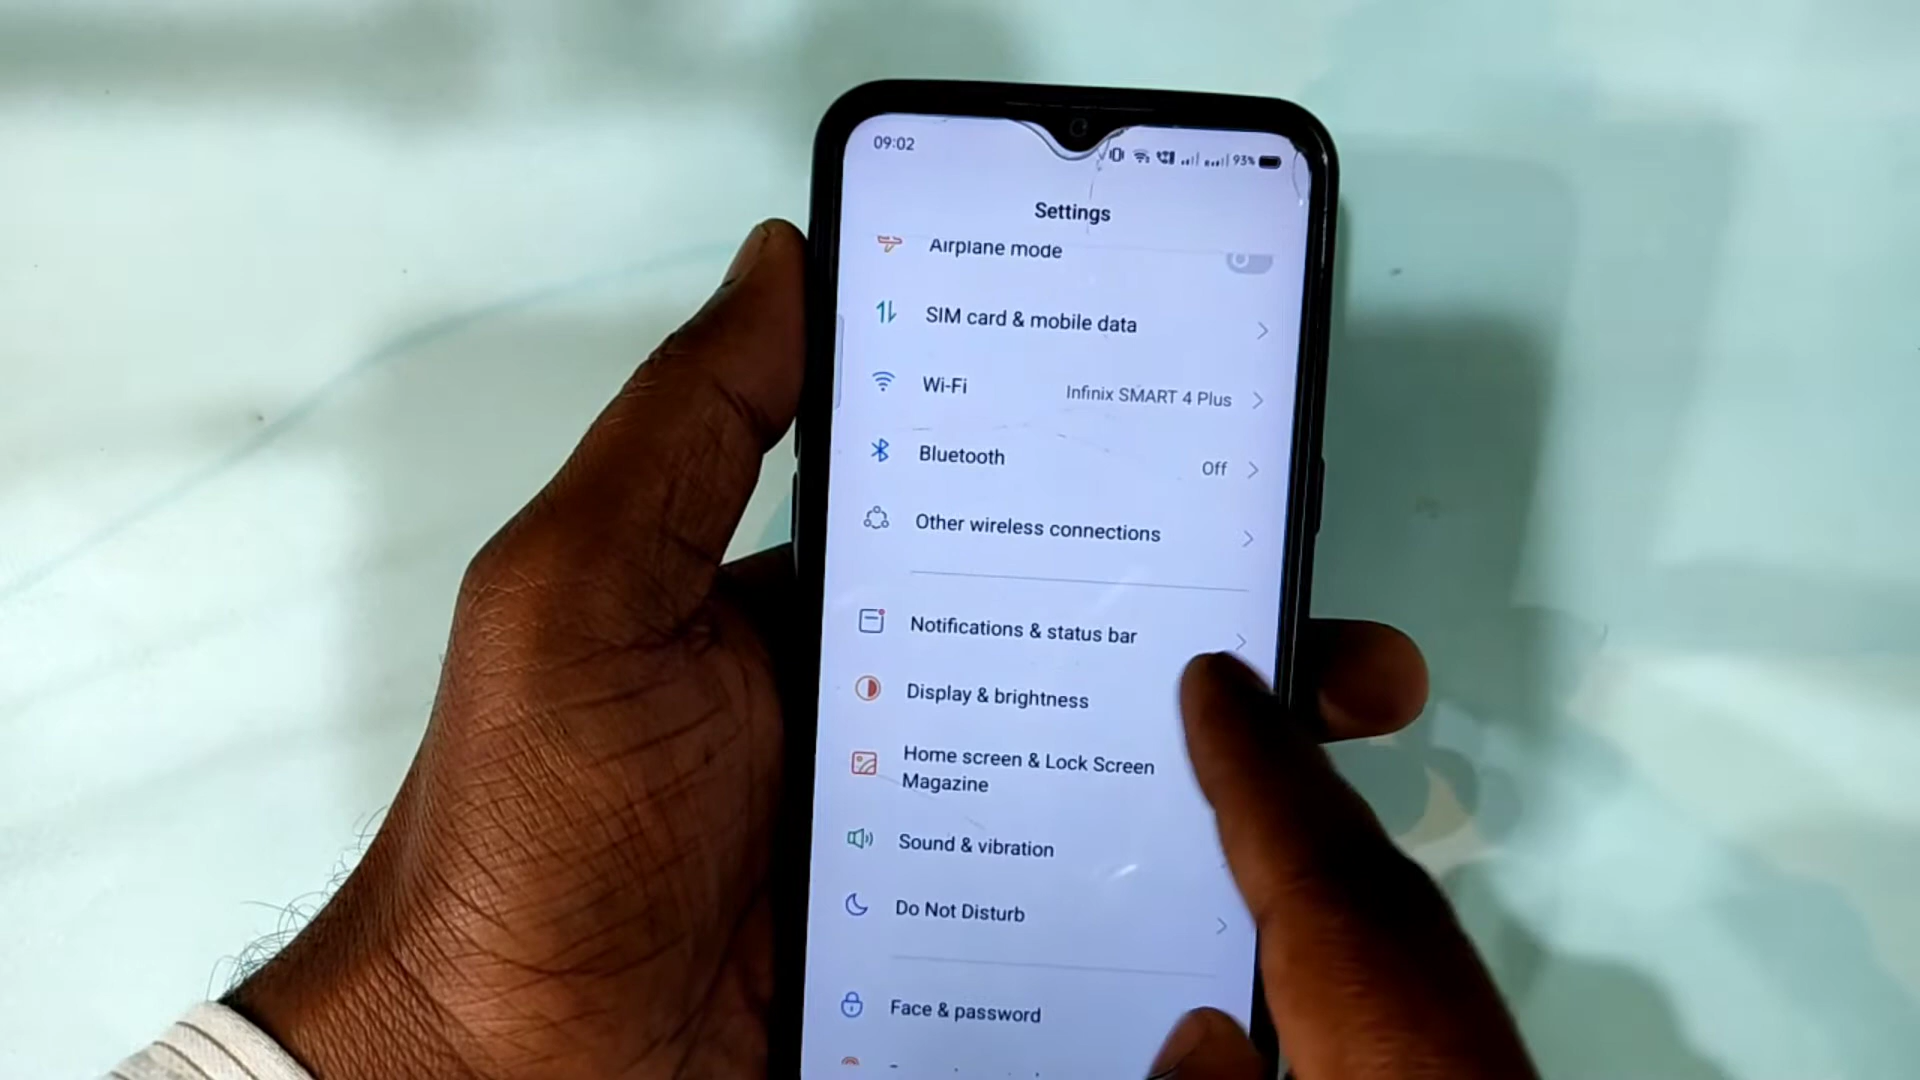 09:02
93%
Settings
Airplane mode
SIM card & mobile data
Wi-Fi
Infinix SMART 4 Plus
Bluetooth
Off
Other wireless connections
Notifications & status bar
Display & brightness
Home screen & Lock Screen
Magazine
Sound & vibration
Do Not Disturb
Face & password